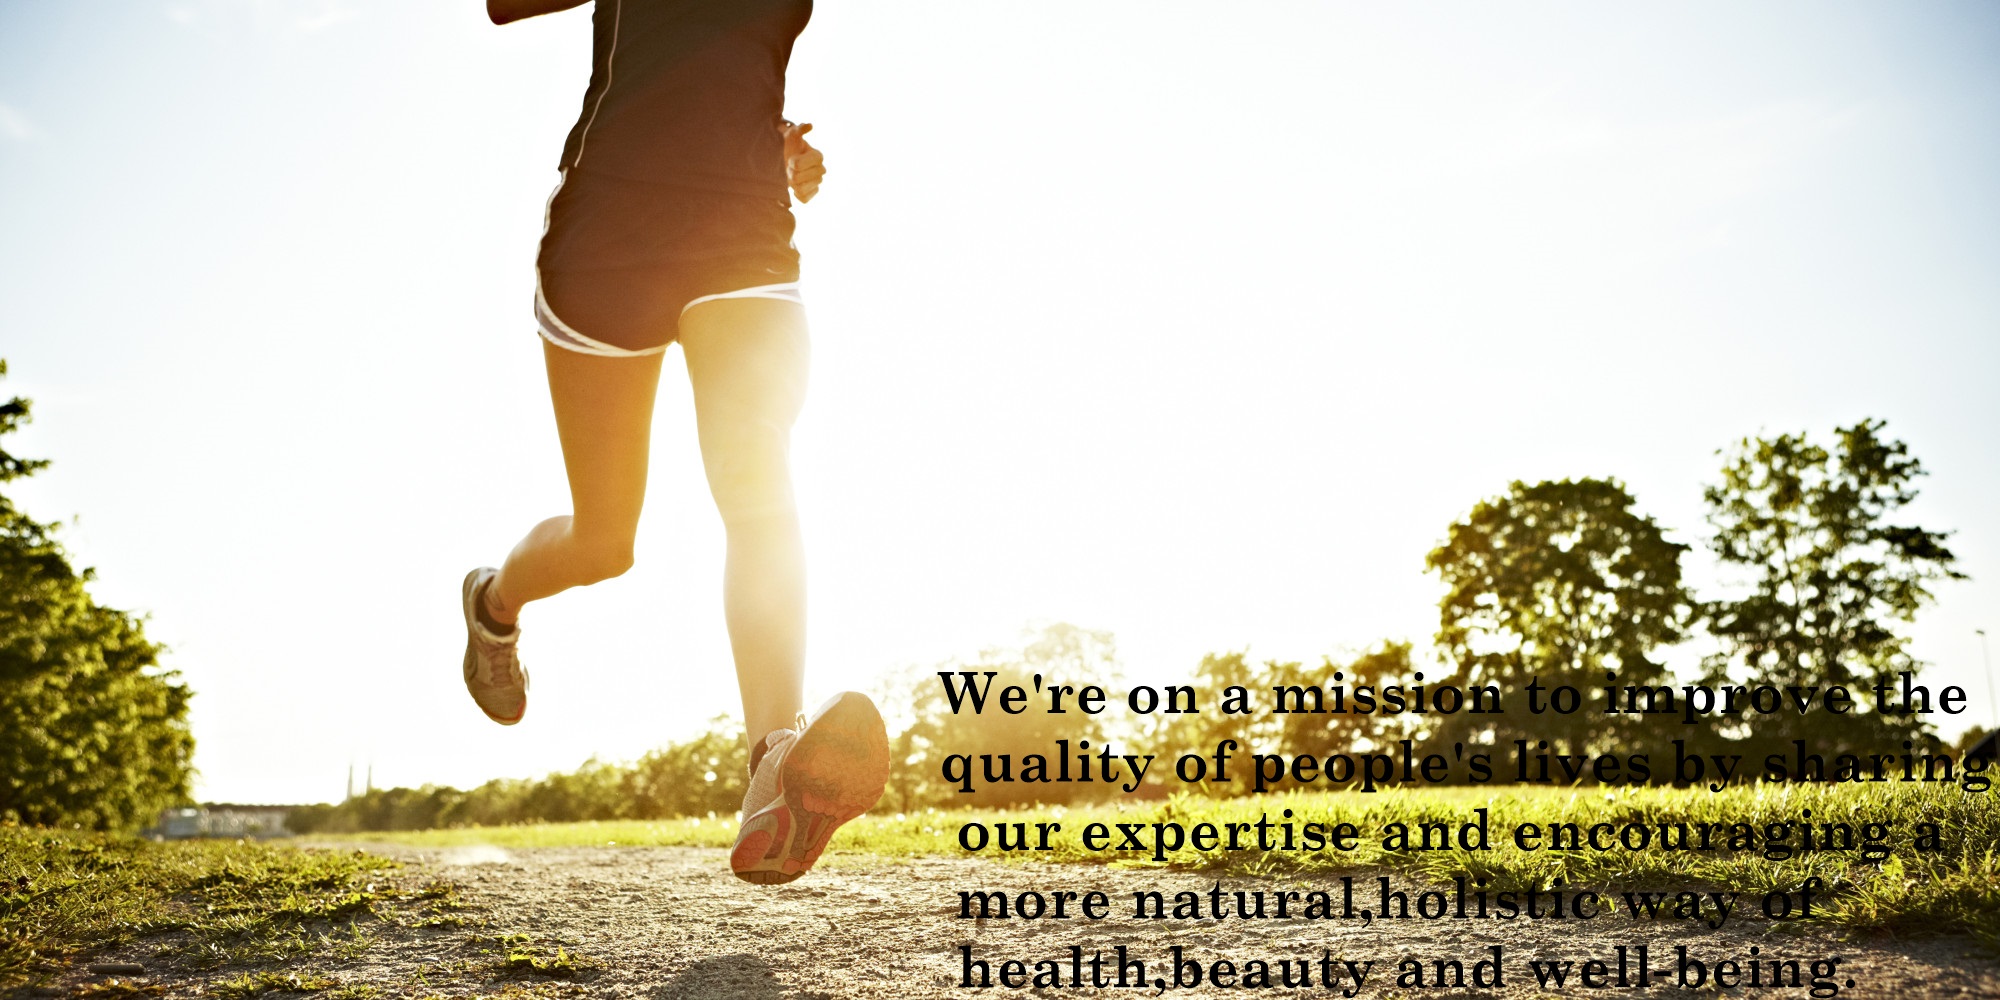 We're on a mission to improve the
quality of people's lives by sharing
our expertise and encouraging a
more natural,holistic way of
health,beauty and well-being.